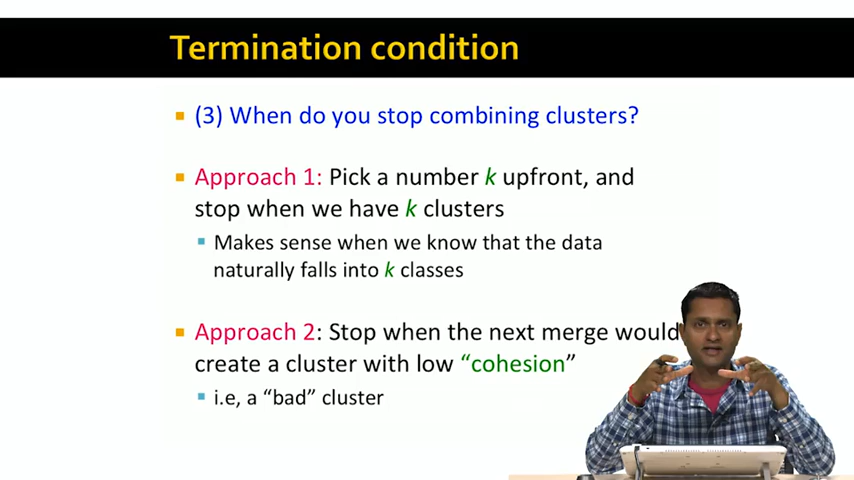 Termination condition
(3) When do you stop combining clusters?
Approach 1: Pick a number k upfront, and
stop when we have k clusters
Makes sense when we know that the data
naturally falls into k classes
Approach 2: Stop when the next merge would
create a cluster with low “cohesion”
i.e, a “bad” cluster